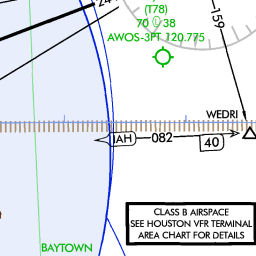 (T78)
70 38
AWOS-3PT 120.775
159
WEDRI
IAH 082 40
CLASS B AIRSPACE
SEE HOUSTON VFR TERMINAL
AREA CHART FOR DETAILS
BAYTOWN